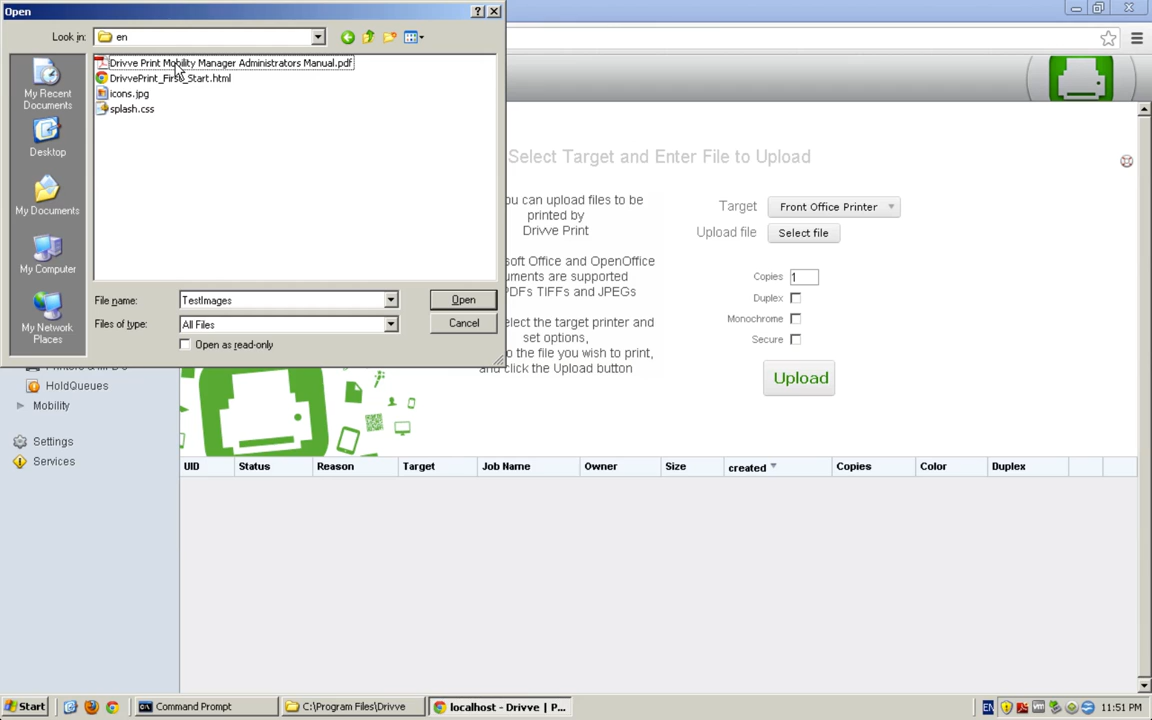 Open
Look in: en
Drivve Print Mobility Manager Administrators Manual.pdf
DrivvePrint_First_Start.html
icons.jpg
splash.css
My Recent
Documents
Desktop
My Documents
My Computer
My Network
Places
File name: TestImages Open
Files of type: All Files Cancel
Open as read-only
Select Target and Enter File to Upload
ou can upload files to be
printed by
Drivve Print
soft Office and OpenOffice
uments are supported
PDFs TIFFs and JPEGs
elect the target printer and
set options,
o the file you wish to print,
and click the Upload button
Target Front Office Printer
Upload file Select file
Copies 1
Duplex
Monochrome
Secure
Upload
HoldQueues
Mobility
Settings
Services
UID Status Reason Target Job Name Owner Size created Copies Color Duplex
Start Command Prompt C:\Program Files\Drivve localhost - Drivve | P... EN 11:51 PM